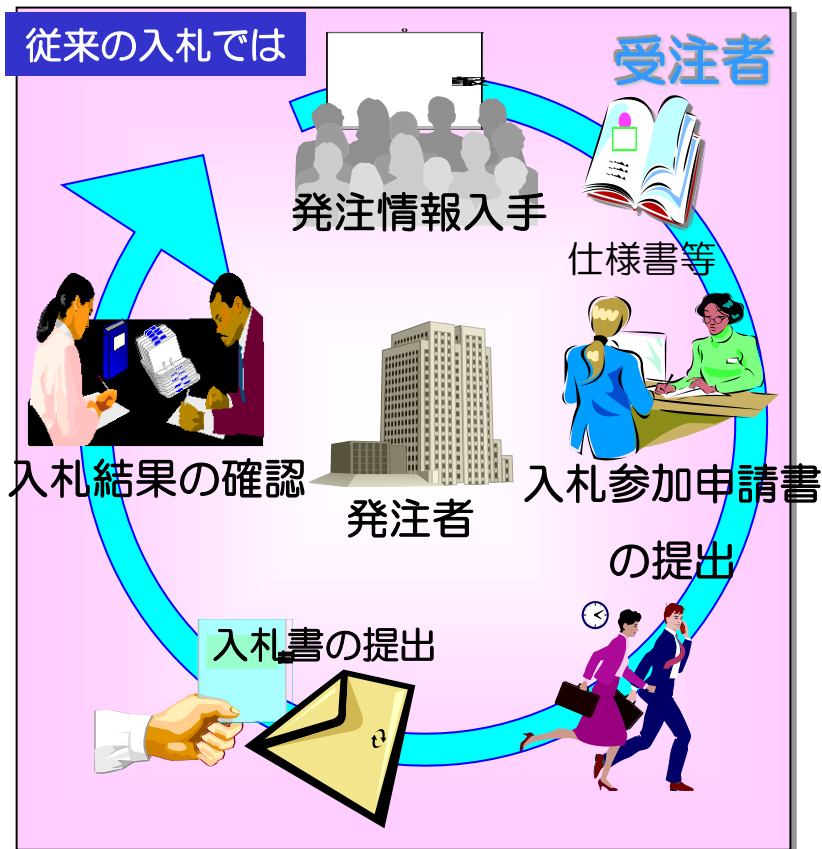 従来の入札では
受注者
発注情報入手
仕様書等
入札参加申請書
の提出
発注者
入札結果の確認
入札書の提出